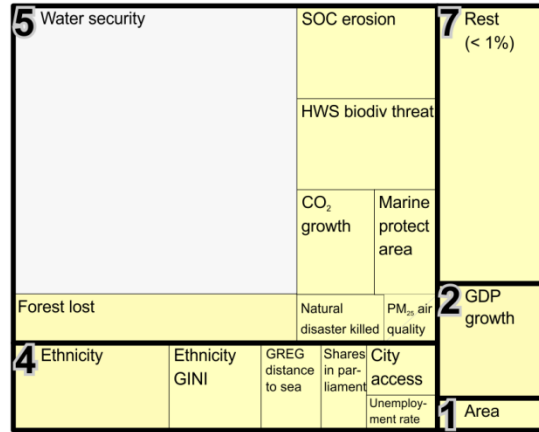 5 Water security
SOC erosion
7 Rest
(< 1%)
HWS biodiv threat
CO₂
growth
Marine
protect
area
Forest lost
Natural
disaster killed
PM₂₅ air
quality
2 GDP
growth
4 Ethnicity
Ethnicity
GINI
GREG
distance
to sea
Shares
in par-
liament
City
access
Unemploy-
ment rate
1 Area